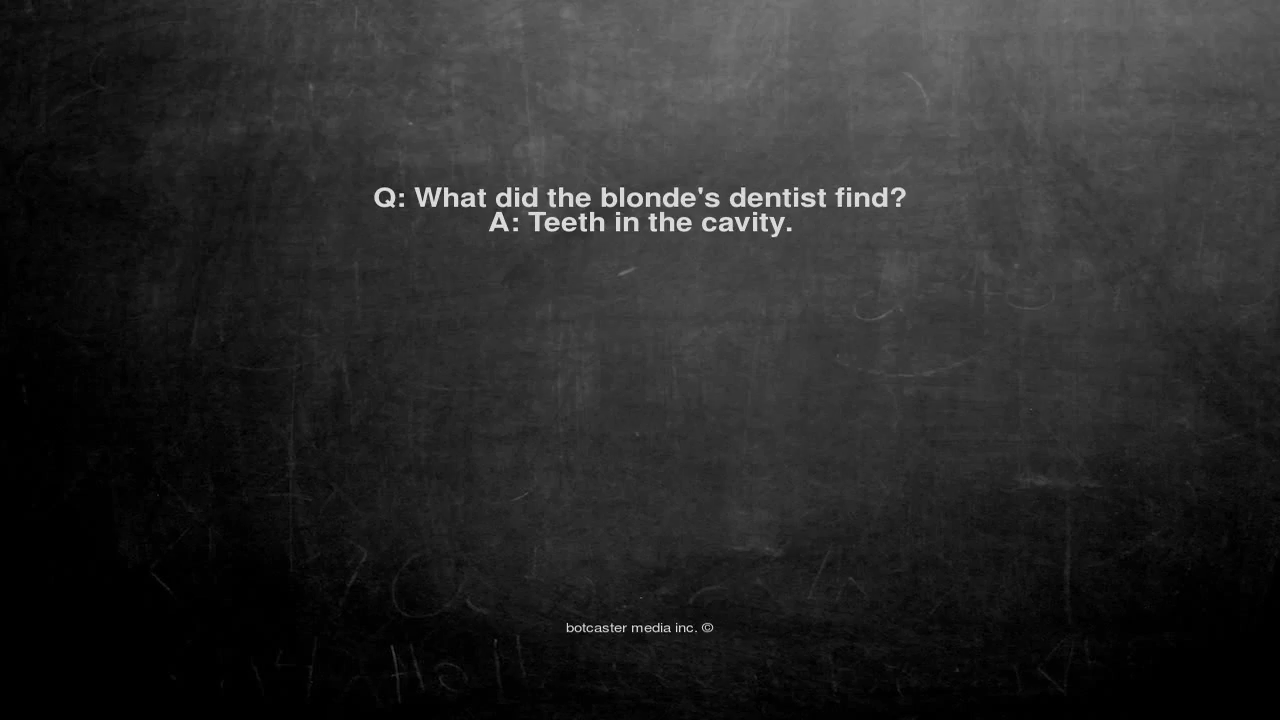 Q: What did the blonde's dentist find?
A: Teeth in the cavity.
botcaster media inc. ©